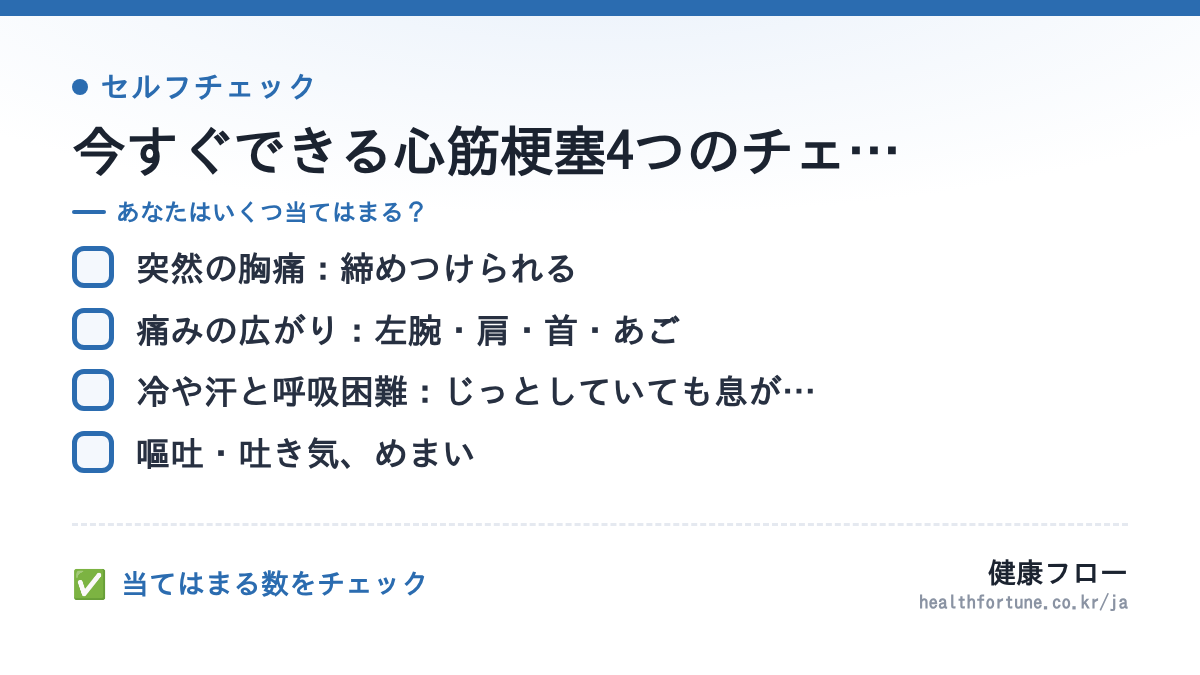 セルフチェック
今すぐできる心筋梗塞4つのチェ…
あなたはいくつ当てはまる？
突然の胸痛：締めつけられる
痛みの広がり：左腕・肩・首・あご
冷や汗と呼吸困難：じっとしていても息が…
嘔吐・吐き気、めまい
当てはまる数をチェック
健康フロー
healthfortune.co.kr/ja